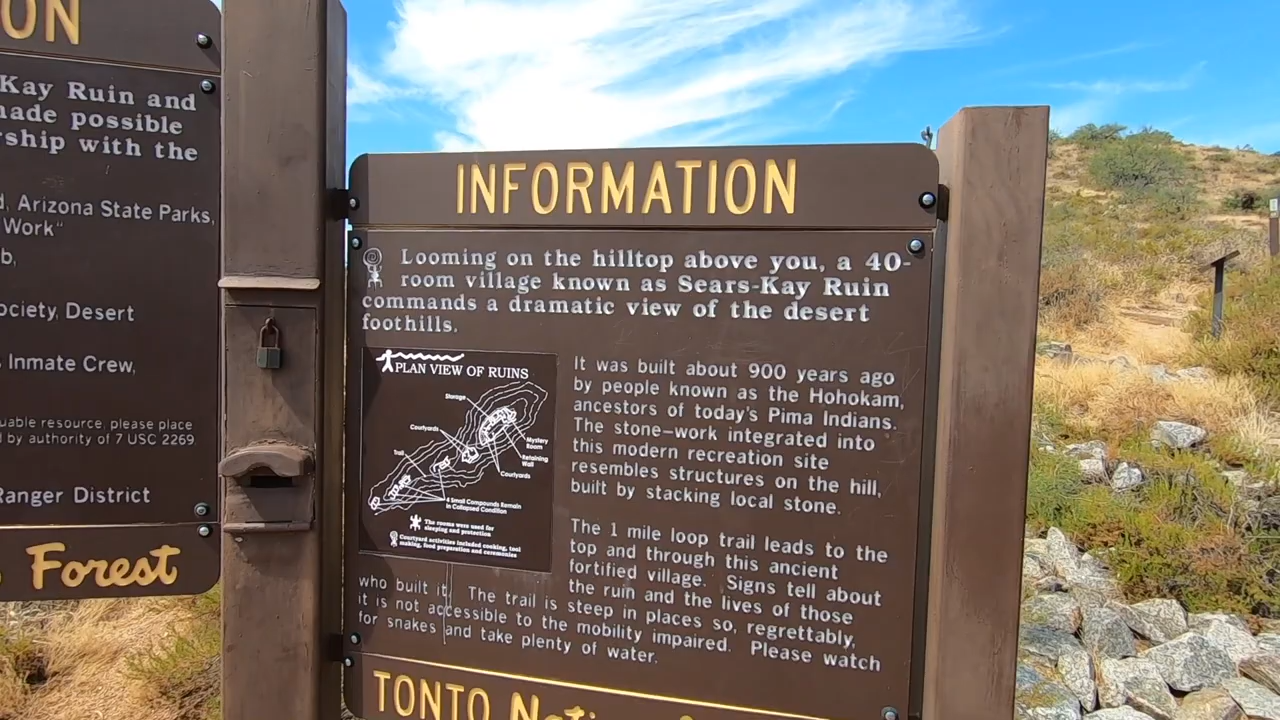 ON
Kay Ruin and
made possible
rship with the
d, Arizona State Parks,
Work"
b,
ociety, Desert
Inmate Crew,
uable resource, please place
d by authority of 7 USC 2269.
Ranger District
Forest
INFORMATION
Looming on the hilltop above you, a 40-
room village known as Sears-Kay Ruin
commands a dramatic view of the desert
foothills.
PLAN VIEW OF RUINS
Storage
Courtyards
Trail
Mystery
Room
Retaining
Wall
Courtyards
4 Small Compounds Remain
in Collapsed Condition
The rooms were used for
sleeping and protection
Courtyard activities included cooking, tool
making, food preparation and ceremonies
It was built about 900 years ago
by people known as the Hohokam,
ancestors of today's Pima Indians.
The stone-work integrated into
this modern recreation site
resembles structures on the hill,
built by stacking local stone.
The 1 mile loop trail leads to the
top and through this ancient
fortified village. Signs tell about
the ruin and the lives of those
who built it. The trail is steep in places so, regrettably,
it is not accessible to the mobility impaired. Please watch
for snakes and take plenty of water.
TONTO Nati